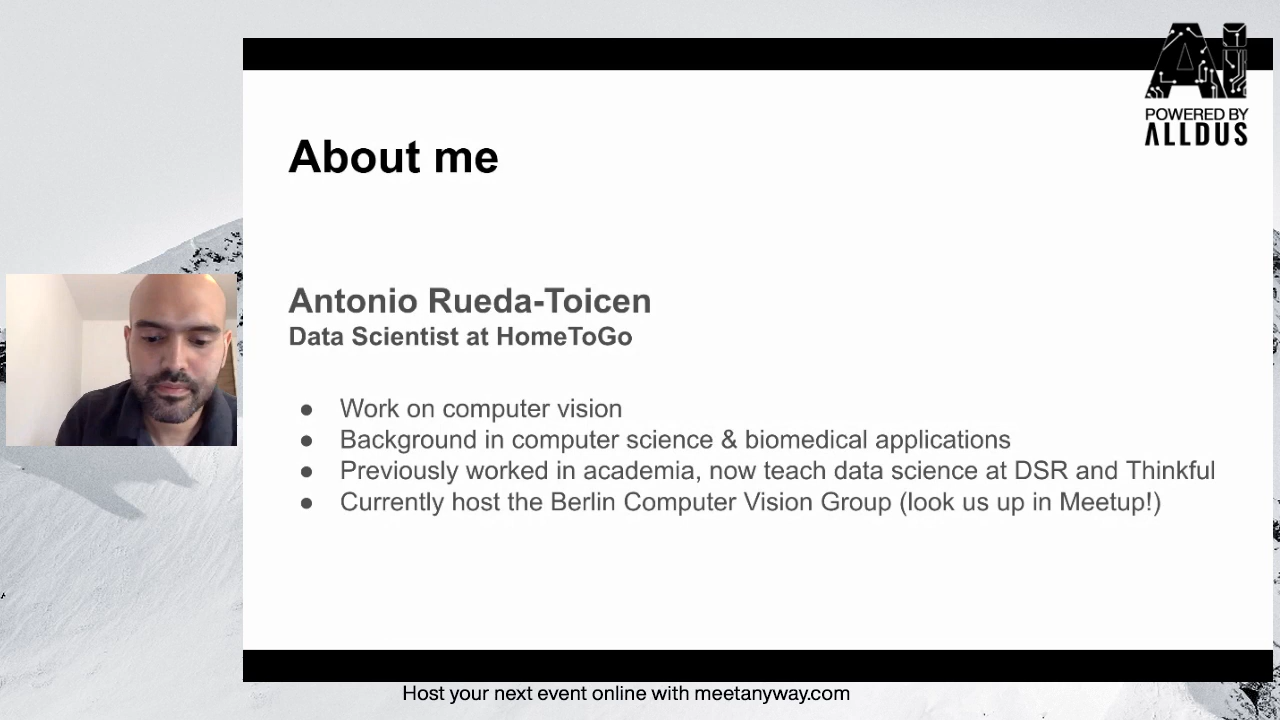 AI
POWERED BY
ALLDUS
About me
Antonio Rueda-Toicen
Data Scientist at HomeToGo
● Work on computer vision
● Background in computer science & biomedical applications
● Previously worked in academia, now teach data science at DSR and Thinkful
● Currently host the Berlin Computer Vision Group (look us up in Meetup!)
Host your next event online with meetanyway.com